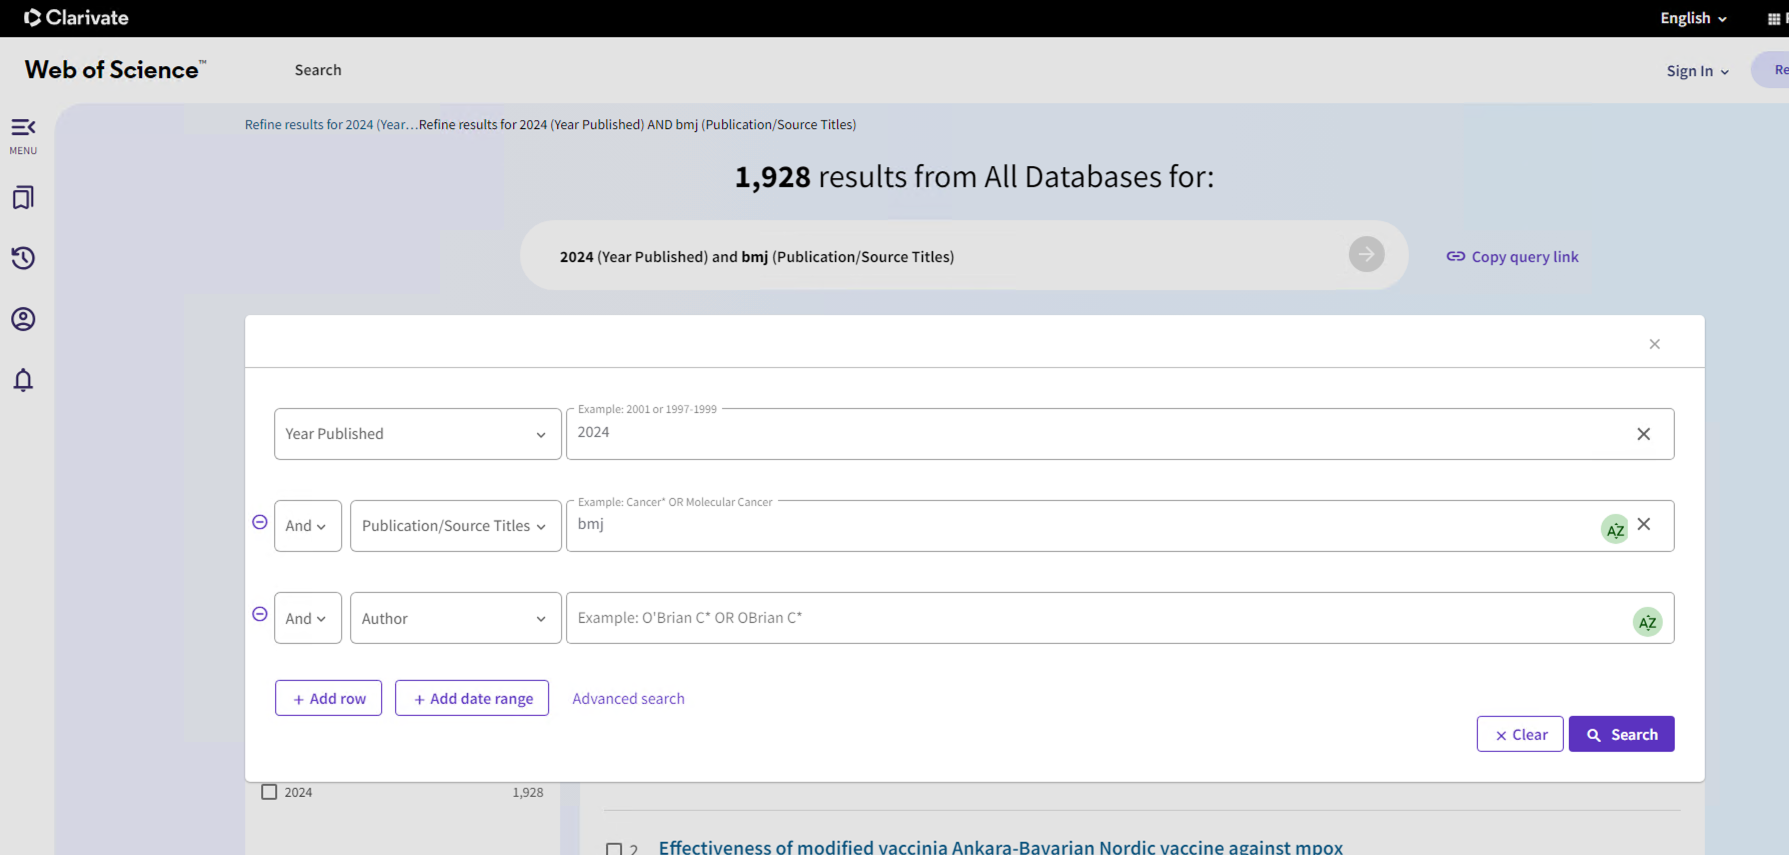 Clarivate
English
Web of Science™
Search
Sign In
Re
MENU
Refine results for 2024 (Year...Refine results for 2024 (Year Published) AND bmj (Publication/Source Titles)
1,928 results from All Databases for:
2024 (Year Published) and bmj (Publication/Source Titles)
Copy query link
Example: 2001 or 1997-1999
Year Published
2024
Example: Cancer* OR Molecular Cancer
And
Publication/Source Titles
bmj
AZ
And
Author
Example: O'Brian C* OR OBrian C*
AZ
+ Add row
+ Add date range
Advanced search
× Clear
Search
2024
1,928
2
Effectiveness of modified vaccinia Ankara-Bavarian Nordic vaccine against mpox